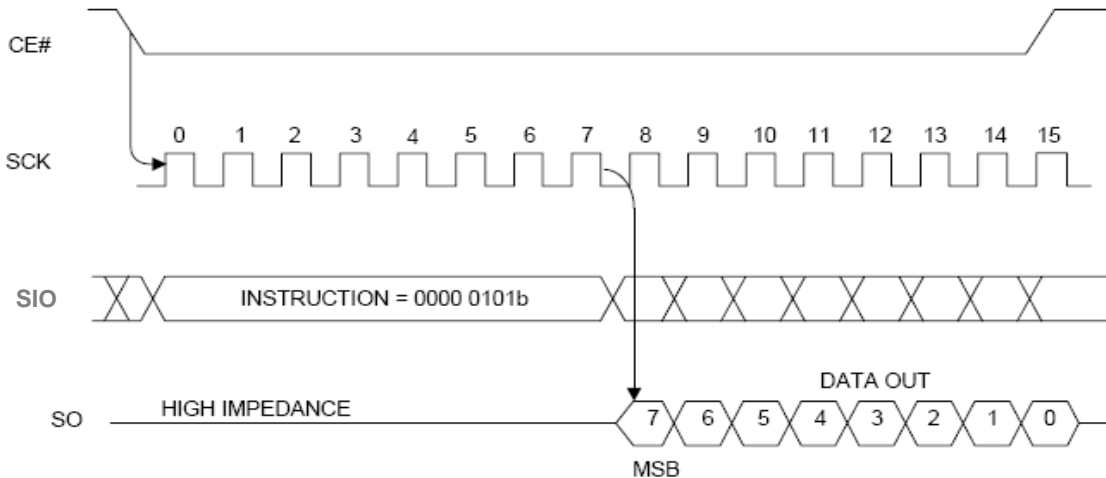 CE#
0 1 2 3 4 5 6 7 8 9 10 11 12 13 14 15
SCK
SIO INSTRUCTION = 0000 0101b
DATA OUT
HIGH IMPEDANCE
SO 7 6 5 4 3 2 1 0
MSB